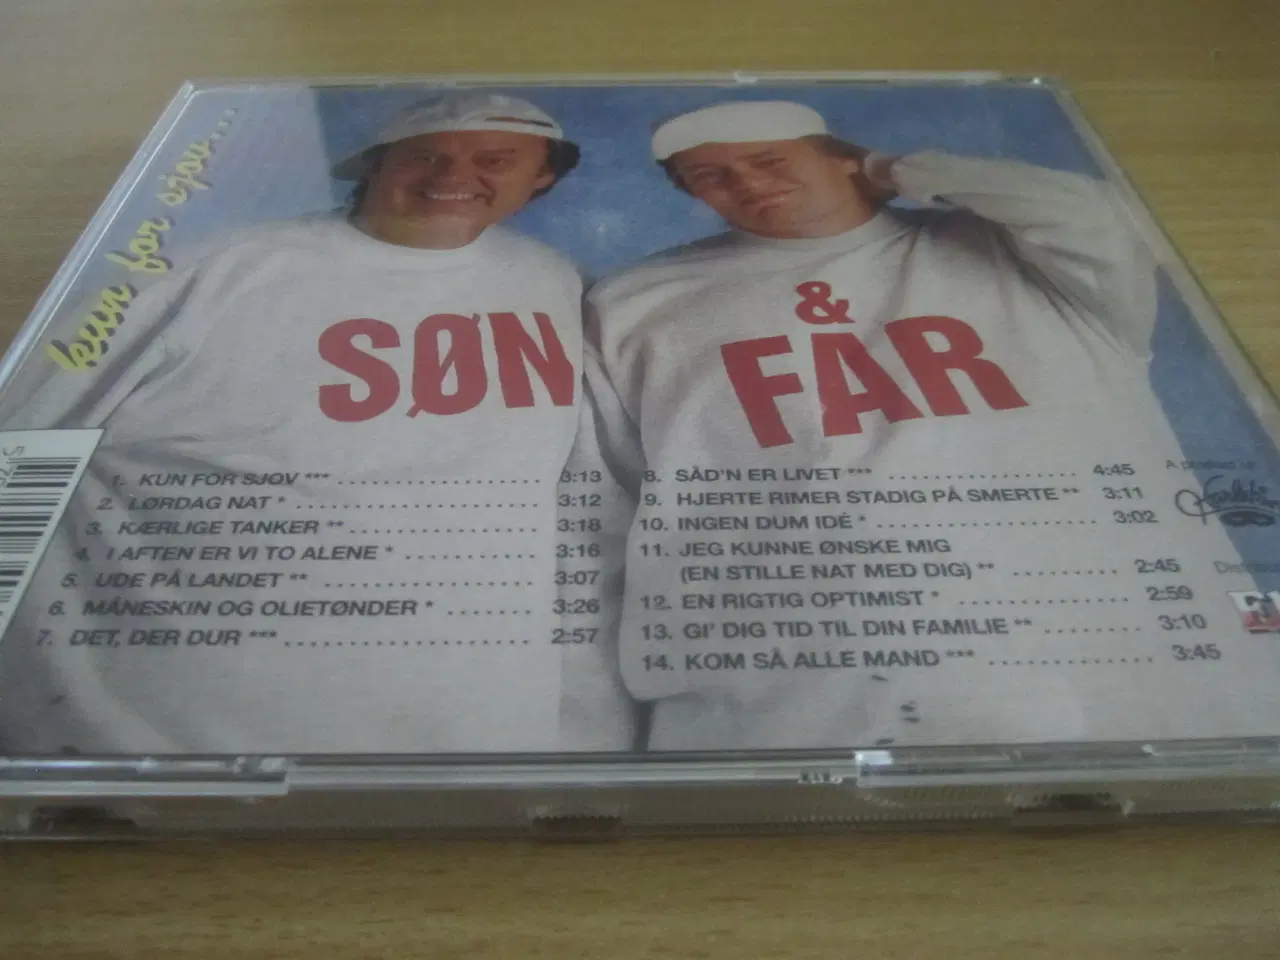 kun for sjov...
SØN
&
FAR
1. KUN FOR SJOV *** 3:13
2. LØRDAG NAT * 3:12
3. KÆRLIGE TANKER ** 3:18
4. I AFTEN ER VI TO ALENE * 3:16
5. UDE PÅ LANDET ** 3:07
6. MÅNESKIN OG OLIETØNDER * 3:26
7. DET, DER DUR *** 2:57
8. SÅD'N ER LIVET *** 4:45
9. HJERTE RIMER STADIG PÅ SMERTE ** 3:11
10. INGEN DUM IDÉ * 3:02
11. JEG KUNNE ØNSKE MIG
(EN STILLE NAT MED DIG) ** 2:45
12. EN RIGTIG OPTIMIST * 2:59
13. GI' DIG TID TIL DIN FAMILIE ** 3:10
14. KOM SÅ ALLE MAND *** 3:45
A product of